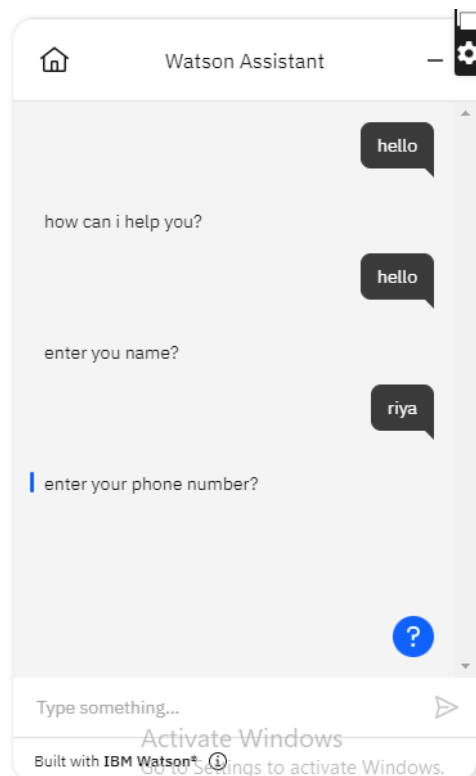 Watson Assistant
hello
how can i help you?
hello
enter you name?
riya
enter your phone number?
?
Type something...
Activate Windows
Built with IBM Watson®
Go to Settings to activate Windows.